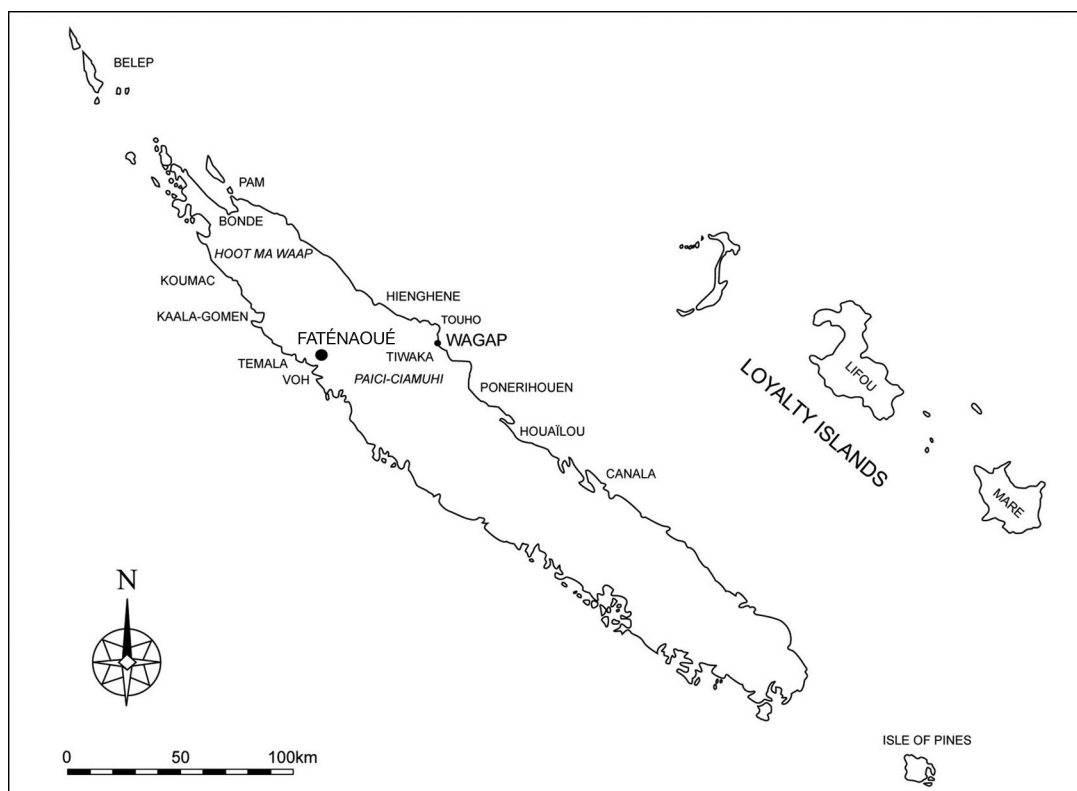 BELEP
PAM
BONDE
HOOT MA WAAP
KOUMAC
HIENGHENE
KAALA-GOMEN
TOUHO
FATÉNAOUÉ
WAGAP
TIWAKA
TEMALA
VOH
PAICI-CIAMUHI
PONERIHOUEN
HOUAÏLOU
CANALA
LIFOU
LOYALTY ISLANDS
MARE
N
ISLE OF PINES
0 50 100km